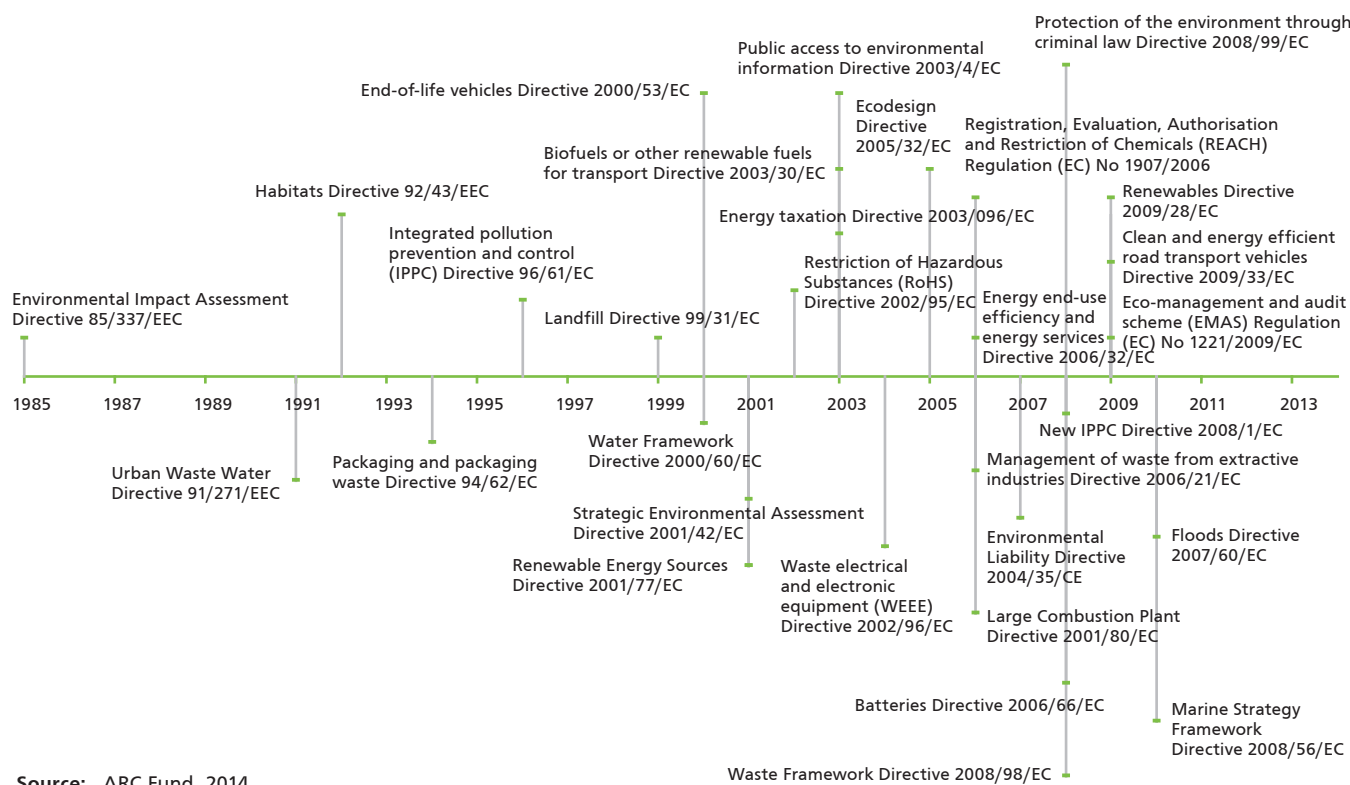 Protection of the environment through
criminal law Directive 2008/99/EC
Public access to environmental
information Directive 2003/4/EC
End-of-life vehicles Directive 2000/53/EC
Ecodesign
Directive
2005/32/EC
Registration, Evaluation, Authorisation
and Restriction of Chemicals (REACH)
Regulation (EC) No 1907/2006
Biofuels or other renewable fuels
for transport Directive 2003/30/EC
Habitats Directive 92/43/EEC
Renewables Directive
2009/28/EC
Energy taxation Directive 2003/096/EC
Integrated pollution
prevention and control
(IPPC) Directive 96/61/EC
Clean and energy efficient
road transport vehicles
Directive 2009/33/EC
Restriction of Hazardous
Substances (RoHS)
Directive 2002/95/EC
Environmental Impact Assessment
Directive 85/337/EEC
Landfill Directive 99/31/EC
Energy end-use
efficiency and
energy services
Directive 2006/32/EC
Eco-management and audit
scheme (EMAS) Regulation
(EC) No 1221/2009/EC
1985 1987 1989 1991 1993 1995 1997 1999 2001 2003 2005 2007 2009 2011 2013
New IPPC Directive 2008/1/EC
Water Framework
Directive 2000/60/EC
Urban Waste Water
Directive 91/271/EEC
Packaging and packaging
waste Directive 94/62/EC
Management of waste from extractive
industries Directive 2006/21/EC
Strategic Environmental Assessment
Directive 2001/42/EC
Environmental
Liability Directive
2004/35/CE
Floods Directive
2007/60/EC
Renewable Energy Sources
Directive 2001/77/EC
Waste electrical
and electronic
equipment (WEEE)
Directive 2002/96/EC
Large Combustion Plant
Directive 2001/80/EC
Batteries Directive 2006/66/EC
Marine Strategy
Framework
Directive 2008/56/EC
Waste Framework Directive 2008/98/EC
Source: ARC Fund, 2014